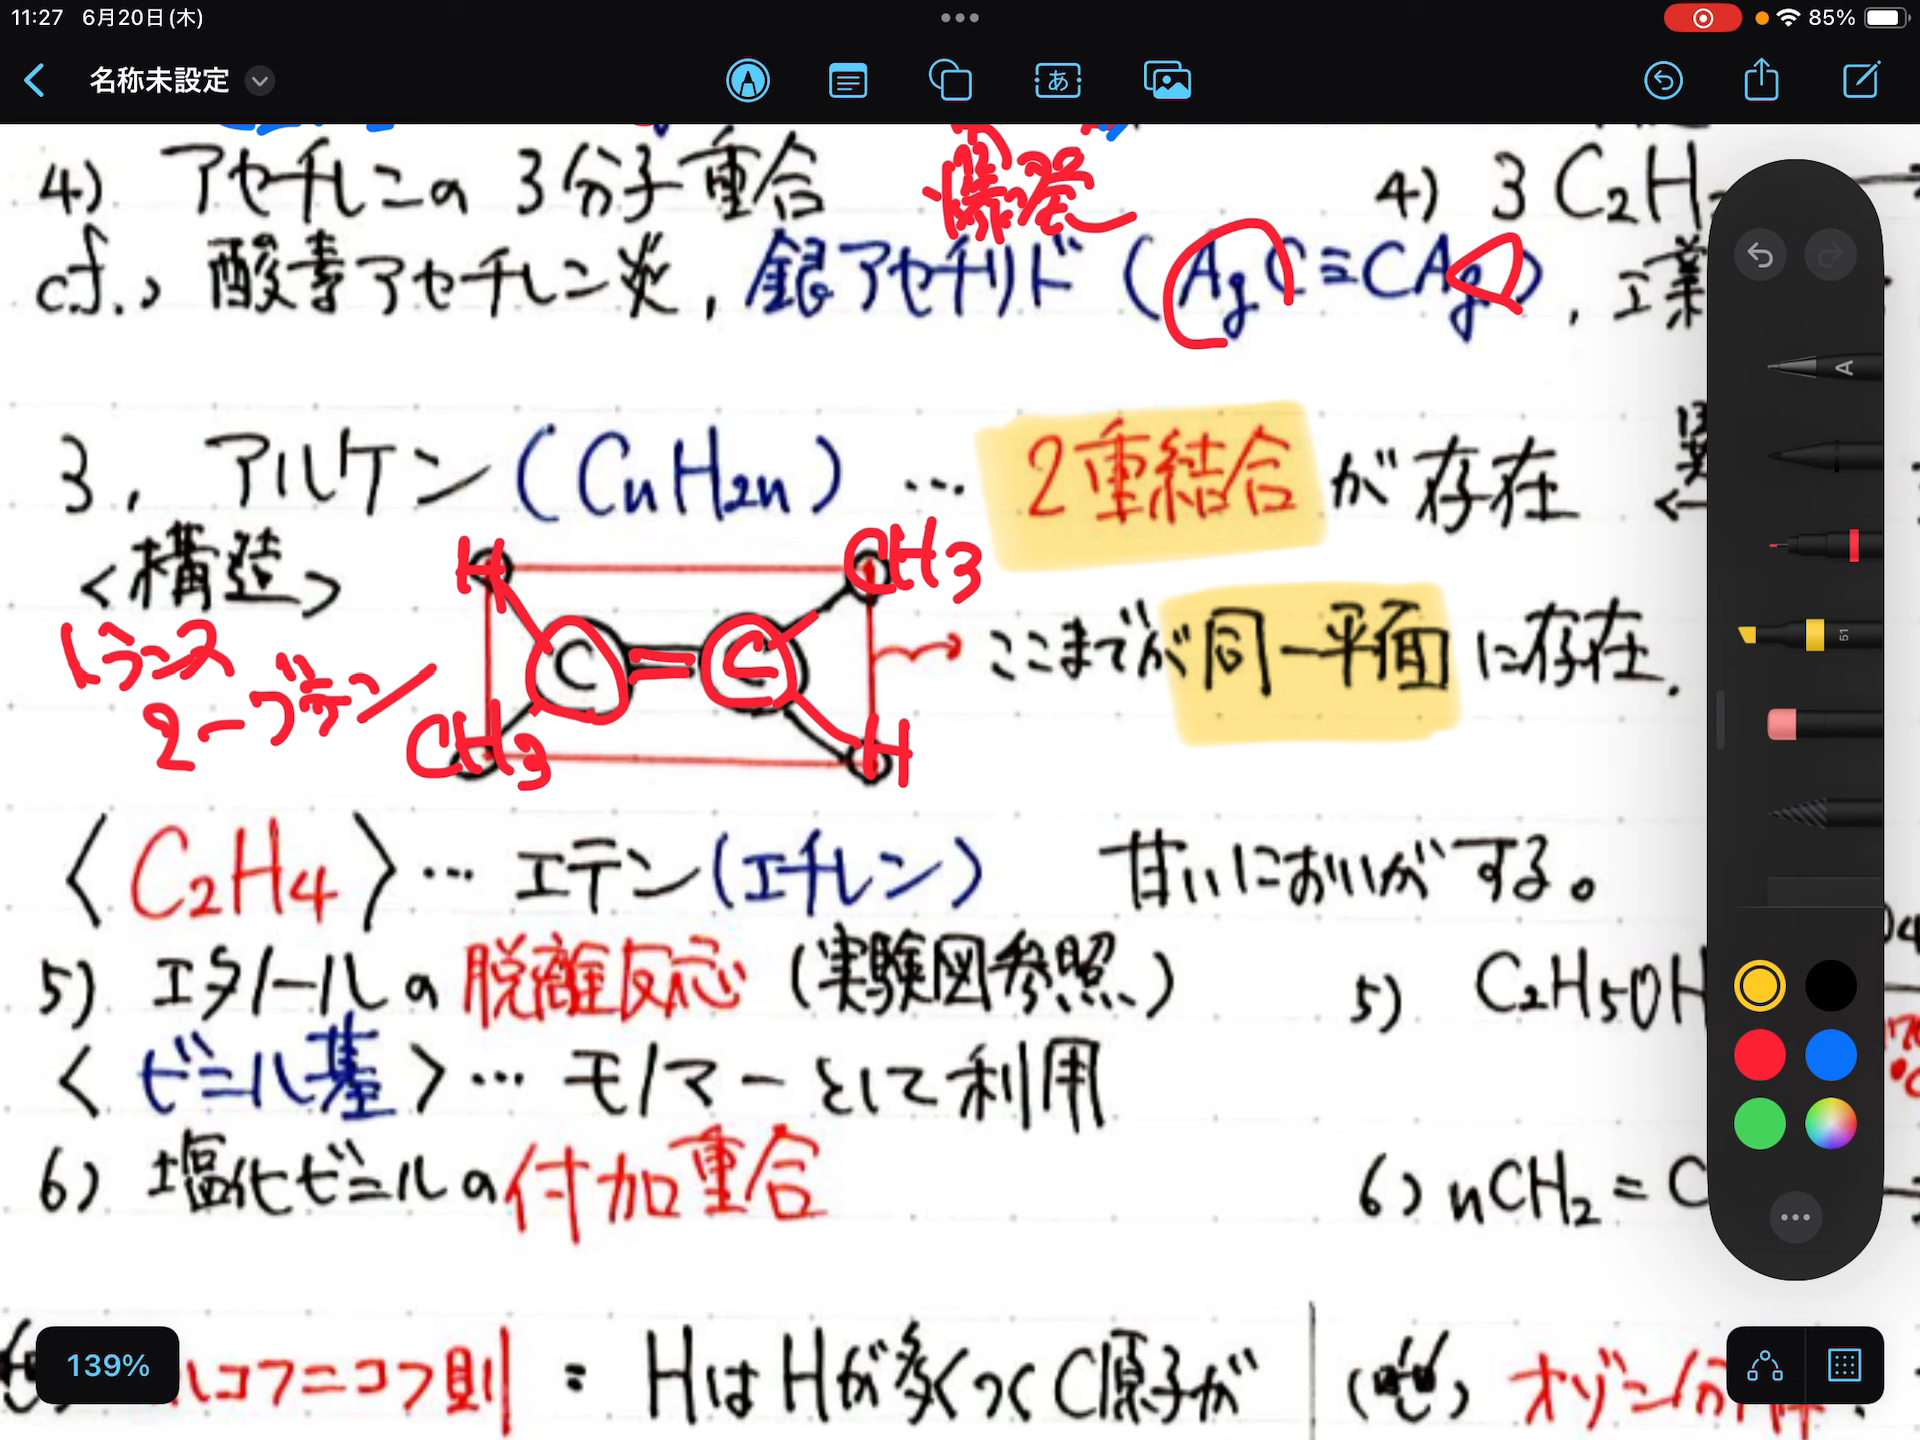 11:27 6月20日(木)
85%
名称未設定
あ
4) アセチレンの3分子重合
爆発
4) 3C₂H
cf., 酸素アセチレン炎, 銀アセチリド (AgC≡CAg), 工業
3. アルケン (CnH2n) … 2重結合が存在
<構造>
H
CH3
C = C
CH3
H
トランス
2-ブテン
ここまでが同一平面に存在.
〈C₂H₄〉… エテン(エチレン) 甘いにおいがする。
5) エタノールの脱離反応 (実験図参照)
5) C₂H5OH
〈ビニル基〉… モノマーとして利用
6) 塩化ビニルの付加重合
6) nCH₂=C
139%
コフニコフ則 = HはHが多くつくC原子が
オゾン分解
A
51